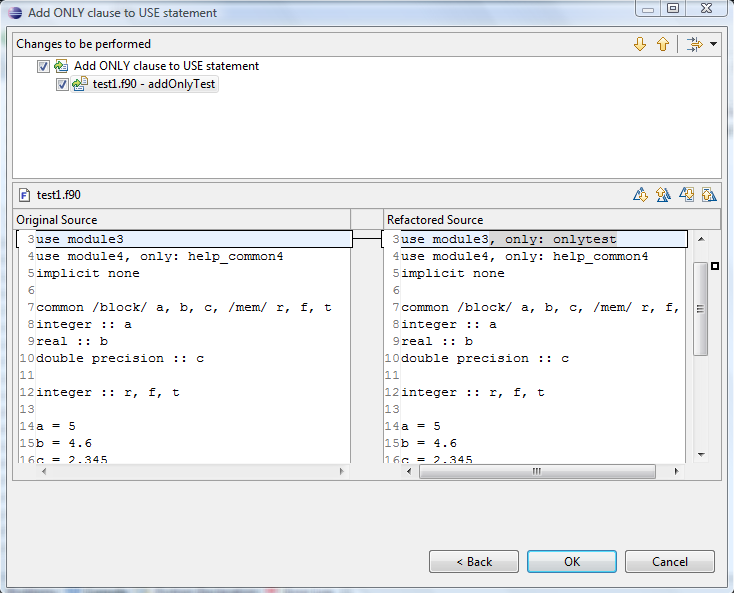 Add ONLY clause to USE statement
Changes to be performed
Add ONLY clause to USE statement
test1.f90 - addOnlyTest
test1.f90
Original Source
3 use module3
4 use module4, only: help_common4
5 implicit none
6
7 common /block/ a, b, c, /mem/ r, f, t
8 integer :: a
9 real :: b
10 double precision :: c
11
12 integer :: r, f, t
13
14 a = 5
15 b = 4.6
16 c = 2.345
Refactored Source
3 use module3, only: onlytest
4 use module4, only: help_common4
5 implicit none
6
7 common /block/ a, b, c, /mem/ r, f,
8 integer :: a
9 real :: b
10 double precision :: c
11
12 integer :: r, f, t
13
14 a = 5
15 b = 4.6
16 c = 2.345
< Back
OK
Cancel